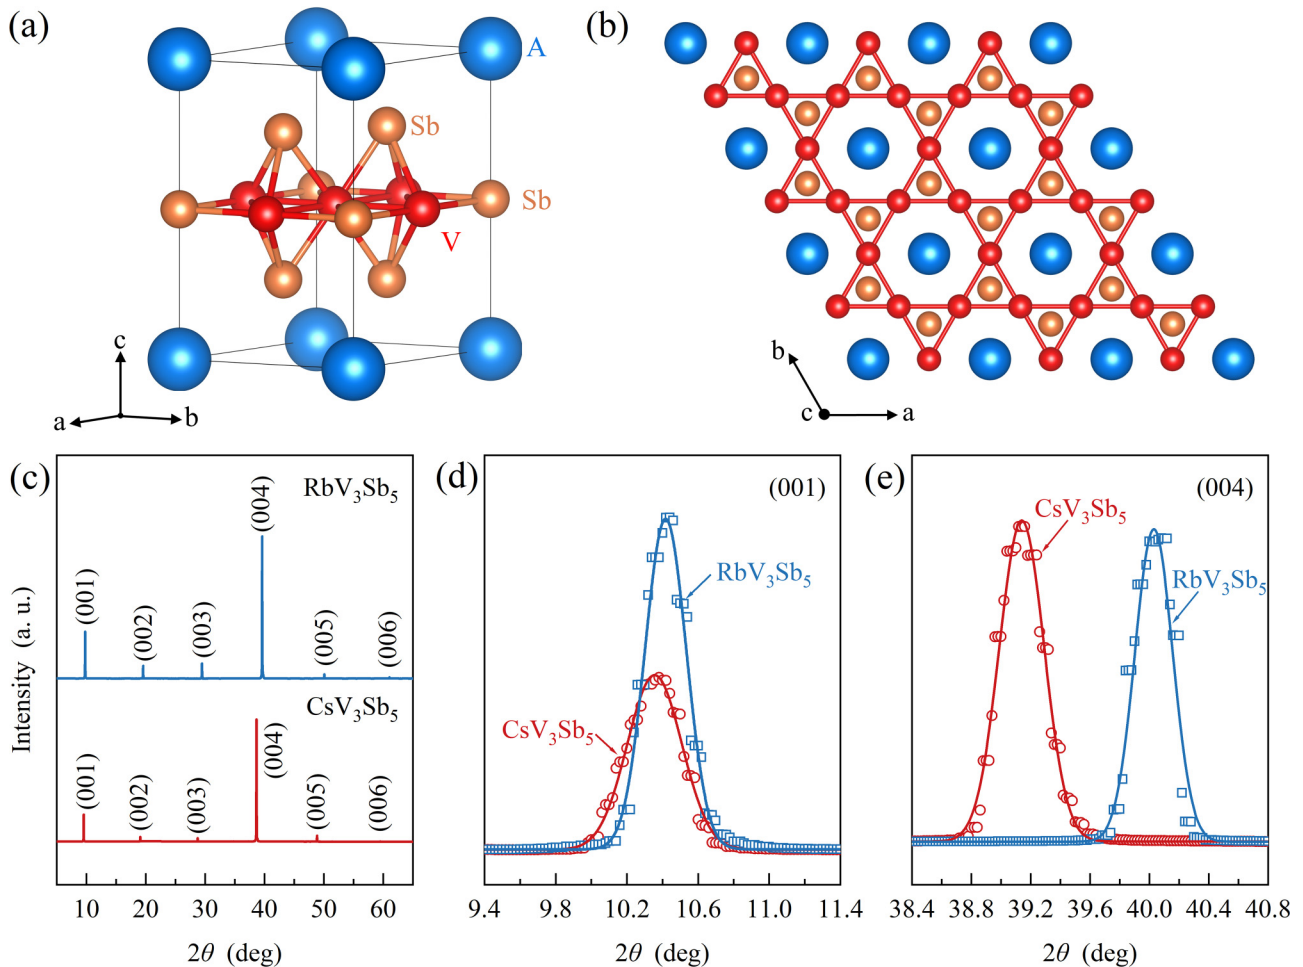 (a)
A
Sb
Sb
V
c
a
b
(b)
b
c
a
(c)
RbV₃Sb₅
(001)
(002)
(003)
(004)
(005)
(006)
CsV₃Sb₅
(001)
(002)
(003)
(004)
(005)
(006)
Intensity (a. u.)
10 20 30 40 50 60
2θ (deg)
(d)
(001)
RbV₃Sb₅
CsV₃Sb₅
9.4 9.8 10.2 10.6 11.0 11.4
2θ (deg)
(e)
(004)
CsV₃Sb₅
RbV₃Sb₅
38.4 38.8 39.2 39.6 40.0 40.4 40.8
2θ (deg)